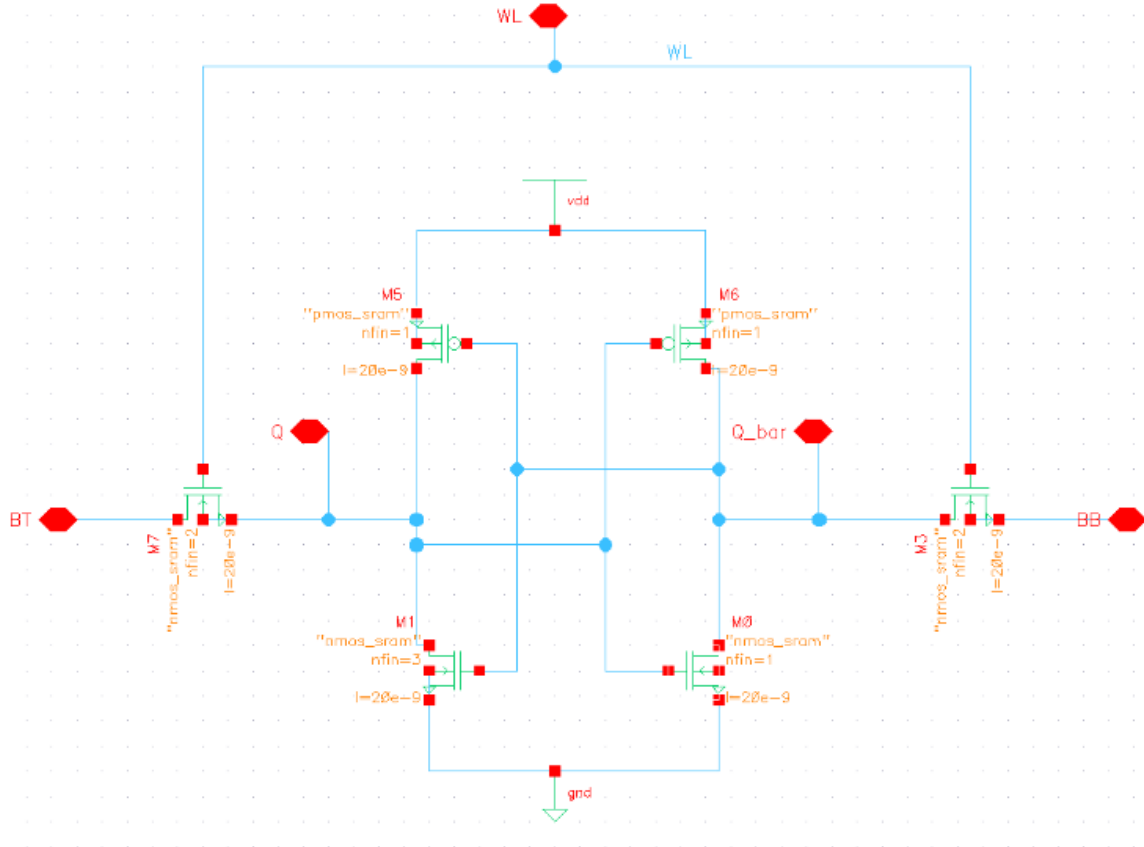 WL
WL
vdd
M5
"pmos_sram"
nfin=1
l=20e-9
M6
"pmos_sram"
nfin=1
l=20e-9
Q
Q_bar
BT
M7
"nmos_sram"
nfin=2
l=20e-9
BB
M3
"nmos_sram"
nfin=2
l=20e-9
M1
"nmos_sram"
nfin=3
l=20e-9
M0
"nmos_sram"
nfin=1
l=20e-9
gnd